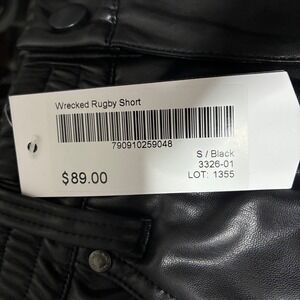 Wrecked Rugby Short
790910259048
S / Black
3326-01
$89.00
LOT: 1355